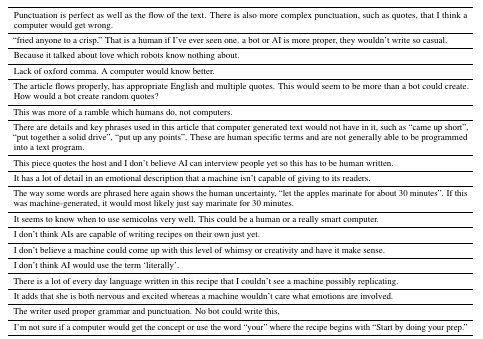 Punctuation is perfect as well as the flow of the text. There is also more complex punctuation, such as quotes, that I think a
computer would get wrong.
“fried anyone to a crisp.” That is a human if I’ve ever seen one. a bot or AI is more proper, they wouldn’t write so casual.
Because it talked about love which robots know nothing about.
Lack of oxford comma. A computer would know better.
The article flows properly, has appropriate English and multiple quotes. This would seem to be more than a bot could create.
How would a bot create random quotes?
This was more of a ramble which humans do, not computers.
There are details and key phrases used in this article that computer generated text would not have in it, such as “came up short”,
“put together a solid drive”, “put up any points”. These are human specific terms and are not generally able to be programmed
into a text program.
This piece quotes the host and I don’t believe AI can interview people yet so this has to be human written.
It has a lot of detail in an emotional description that a machine isn’t capable of giving to its readers.
The way some words are phrased here again shows the human uncertainty, “let the apples marinate for about 30 minutes”. If this
was machine-generated, it would most likely just say marinate for 30 minutes.
It seems to know when to use semicolns very well. This could be a human or a really smart computer.
I don’t think AIs are capable of writing recipes on their own just yet.
I don’t believe a machine could come up with this level of whimsy or creativity and have it make sense.
I don’t think AI would use the term ‘literally’.
There is a lot of every day language written in this recipe that I couldn’t see a machine possibly replicating.
It adds that she is both nervous and excited whereas a machine wouldn’t care what emotions are involved.
The writer used proper grammar and punctuation. No bot could write this,
I’m not sure if a computer would get the concept or use the word “your” where the recipe begins with “Start by doing your prep.”